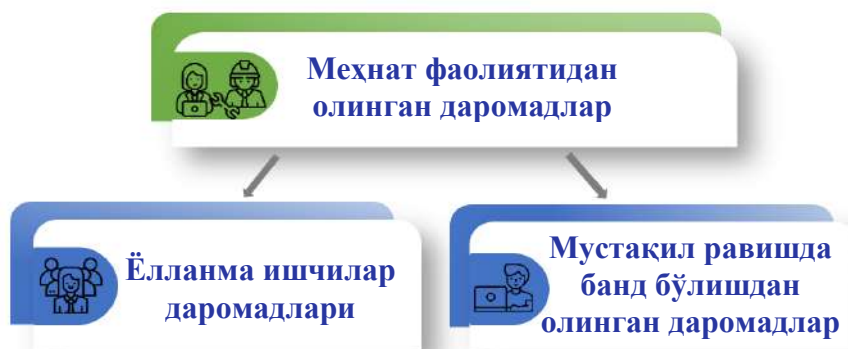 Меҳнат фаолиятидан
олинган даромадлар
Ёлланма ишчилар
даромадлари
Мустақил равишда
банд бўлишдан
олинган даромадлар